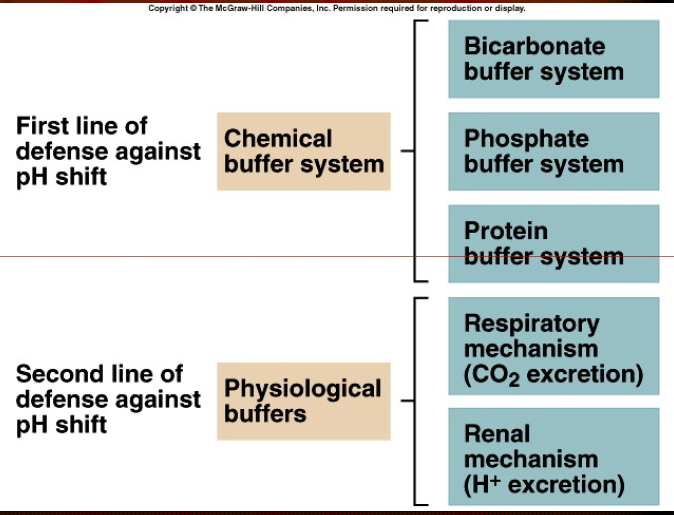 Copyright © The McGraw-Hill Companies, Inc. Permission required for reproduction or display.
First line of
defense against
pH shift
Chemical
buffer system
Bicarbonate
buffer system
Phosphate
buffer system
Protein
buffer system
Second line of
defense against
pH shift
Physiological
buffers
Respiratory
mechanism
(CO₂ excretion)
Renal
mechanism
(H⁺ excretion)